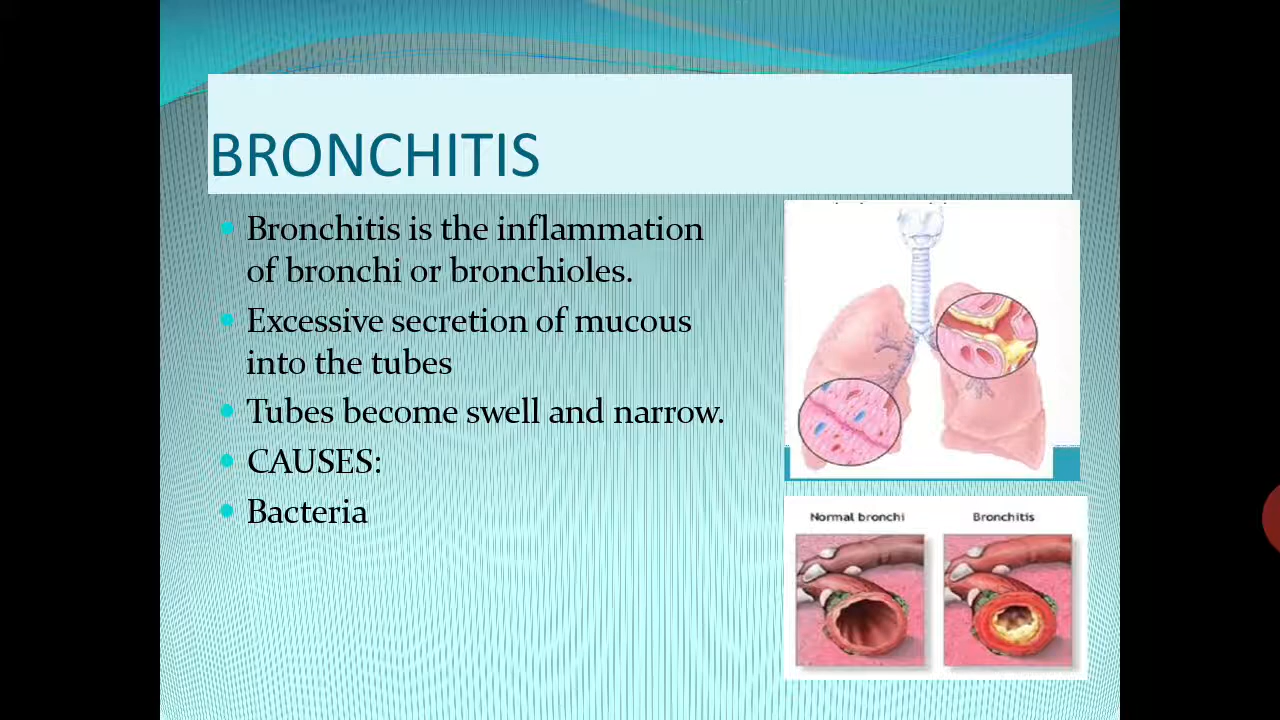 BRONCHITIS
Bronchitis is the inflammation
of bronchi or bronchioles.
Excessive secretion of mucous
into the tubes
Tubes become swell and narrow.
CAUSES:
Bacteria
Normal bronchi
Bronchitis